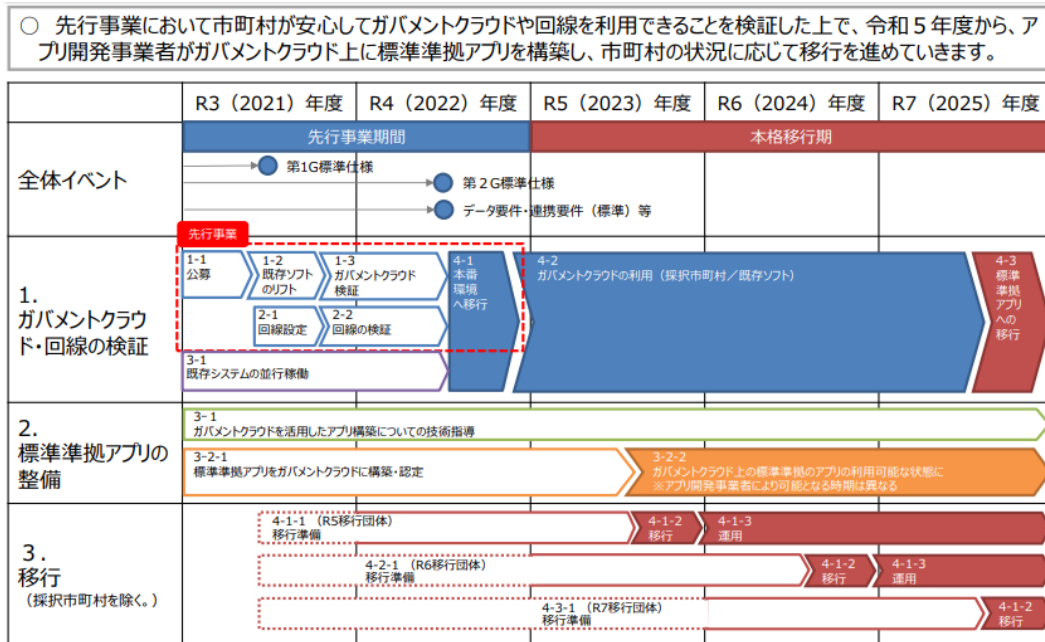 ○ 先行事業において市町村が安心してガバメントクラウドや回線を利用できることを検証した上で、令和５年度から、ア
プリ開発事業者がガバメントクラウド上に標準準拠アプリを構築し、市町村の状況に応じて移行を進めていきます。
R3（2021）年度
R4（2022）年度
R5（2023）年度
R6（2024）年度
R7（2025）年度
全体イベント
先行事業期間
本格移行期
第1G標準仕様
第２G標準仕様
データ要件・連携要件（標準）等
1.
ガバメントクラウ
ド・回線の検証
先行事業
1-1
公募
1-2
既存ソフト
のリフト
1-3
ガバメントクラウド
検証
2-1
回線設定
2-2
回線の検証
3-1
既存システムの並行稼働
4-1
本番
環境
へ移行
4-2
ガバメントクラウドの利用（採択市町村／既存ソフト）
4-3
標準
準拠
アプリ
への
移行
2.
標準準拠アプリの
整備
3-1
ガバメントクラウドを活用したアプリ構築についての技術指導
3-2-1
標準準拠アプリをガバメントクラウドに構築・認定
3-2-2
ガバメントクラウド上の標準準拠のアプリの利用可能な状態に
※アプリ開発事業者により可能となる時期は異なる
3.
移行
（採択市町村を除く。）
4-1-1 （R5移行団体）
移行準備
4-1-2
移行
4-1-3
運用
4-2-1 （R6移行団体）
移行準備
4-1-2
移行
4-1-3
運用
4-3-1 （R7移行団体）
移行準備
4-1-2
移行